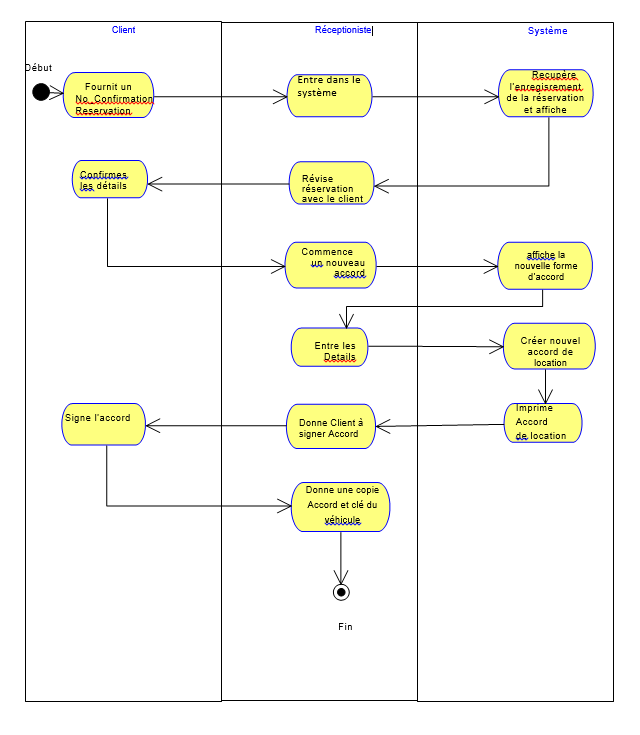 Client
Réceptioniste
Système
Début
Fournit un
No. Confirmation
Reservation
Entre dans le
système
Recupère
l'enregisrement
de la réservation
et affiche
Confirmes
les détails
Révise
réservation
avec le client
Commence
un nouveau
accord
affiche la
nouvelle forme
d'accord
Entre les
Details
Créer nouvel
accord de
location
Signe l'accord
Donne Client à
signer Accord
Imprime
Accord
de location
Donne une copie
Accord et clé du
véhicule
Fin